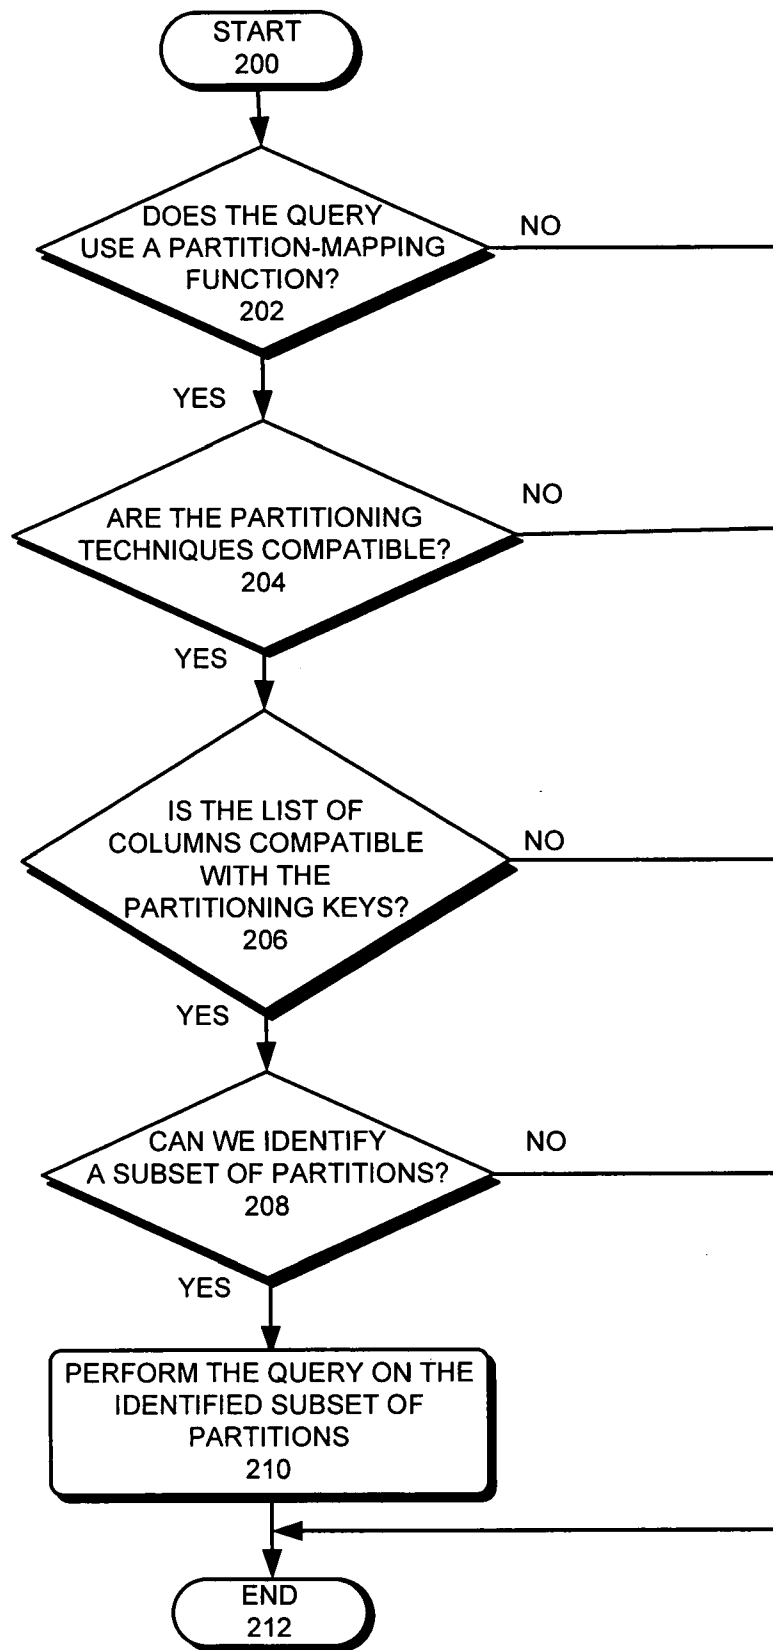 START
200
DOES THE QUERY
USE A PARTITION-MAPPING
FUNCTION?
202
NO
YES
ARE THE PARTITIONING
TECHNIQUES COMPATIBLE?
204
NO
YES
IS THE LIST OF
COLUMNS COMPATIBLE
WITH THE
PARTITIONING KEYS?
206
NO
YES
CAN WE IDENTIFY
A SUBSET OF PARTITIONS?
208
NO
YES
PERFORM THE QUERY ON THE
IDENTIFIED SUBSET OF
PARTITIONS
210
END
212